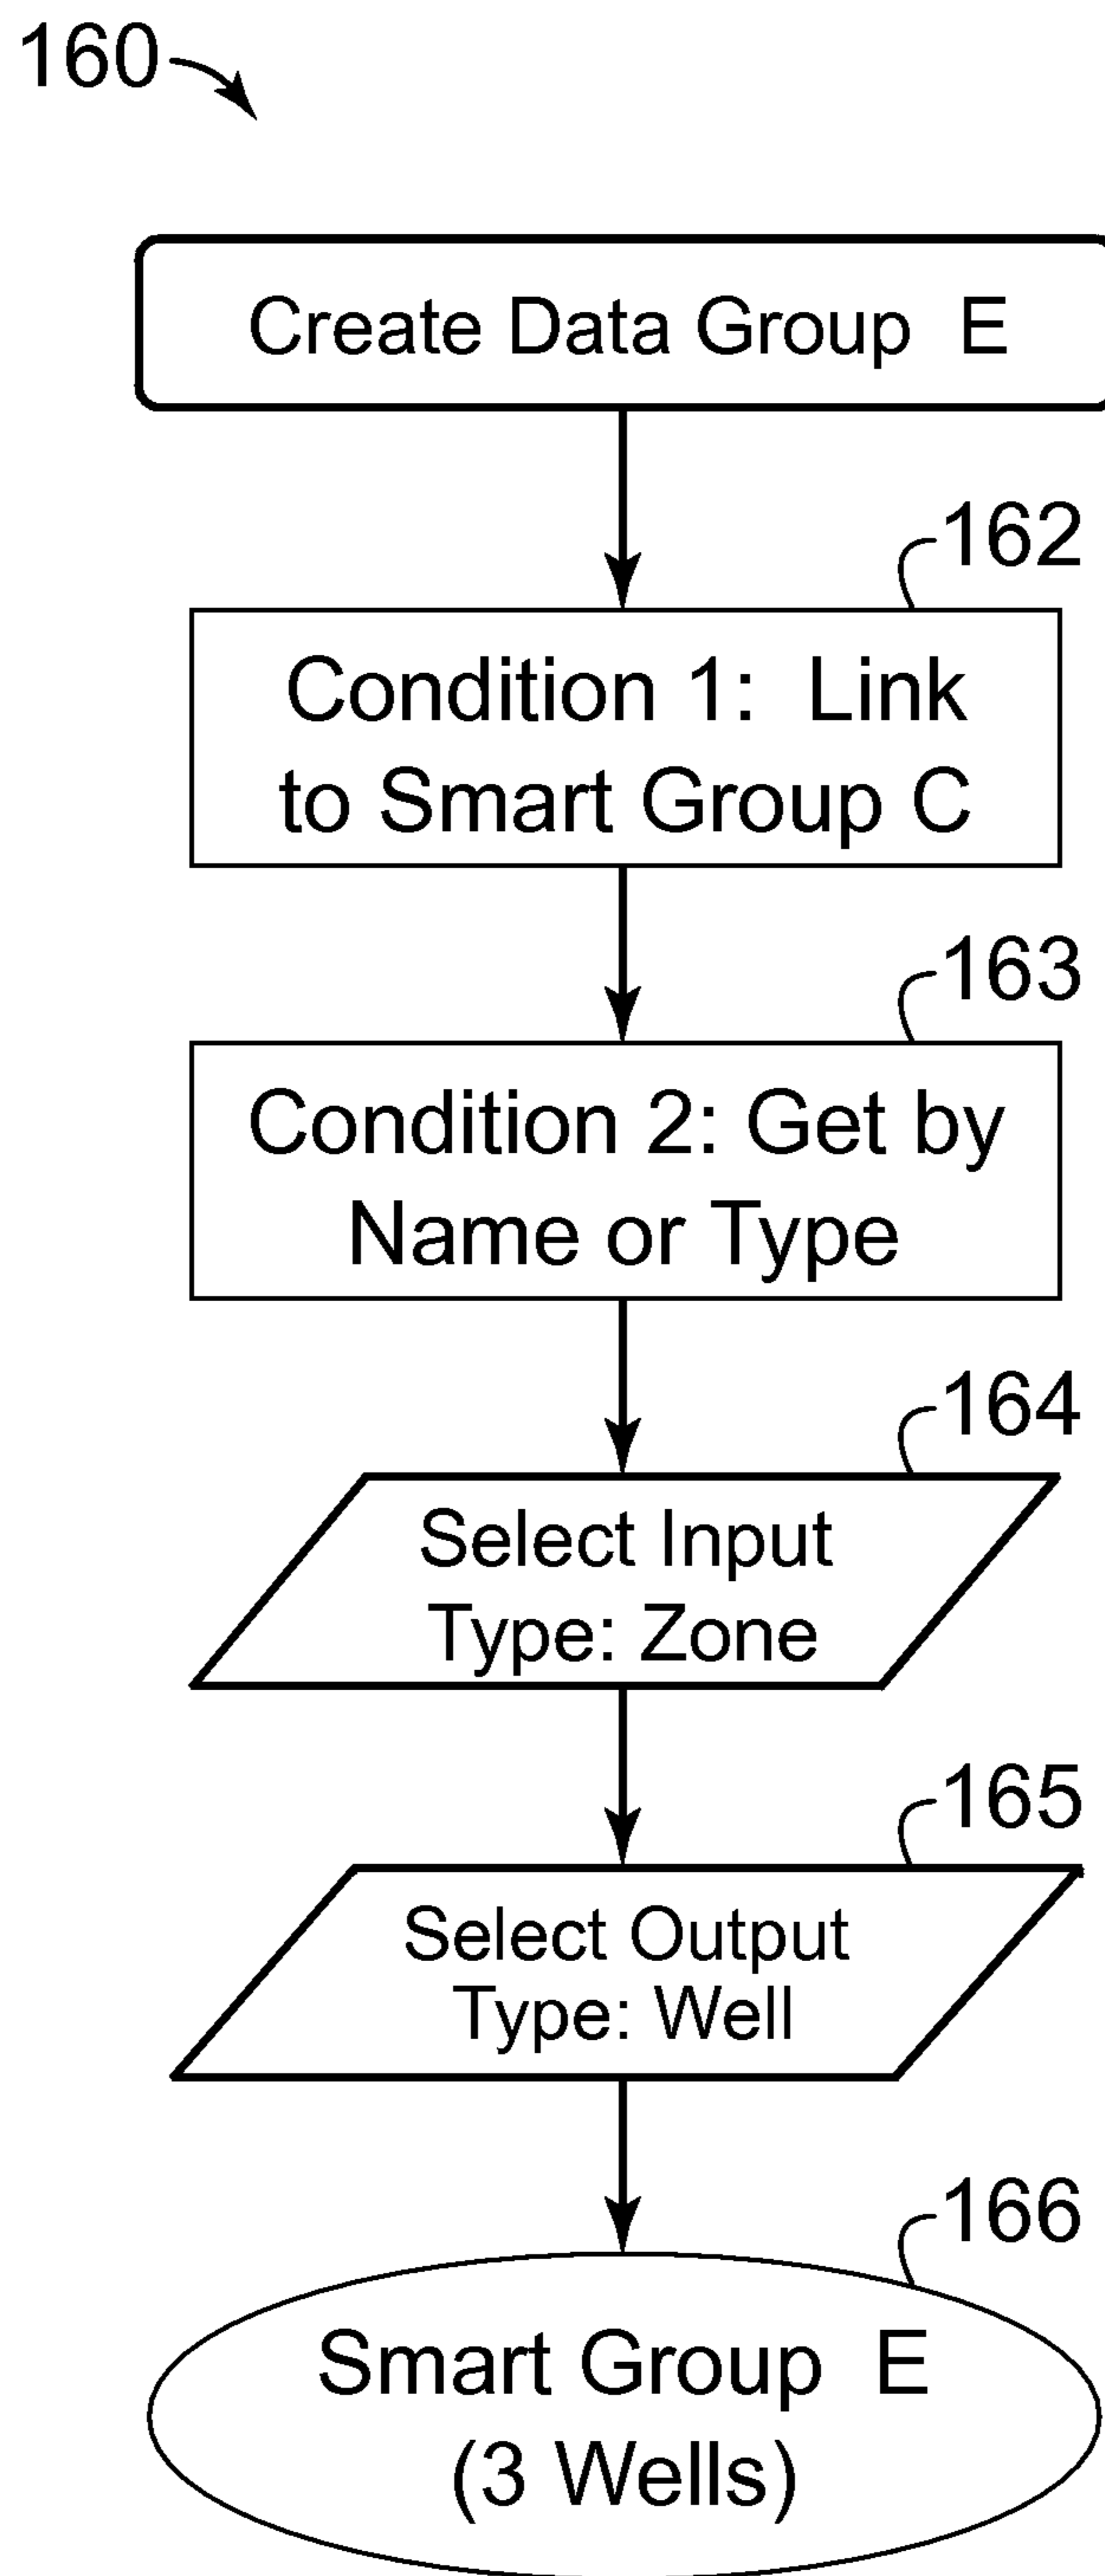 160
Create Data Group E
162
Condition 1: Link
to Smart Group C
163
Condition 2: Get by
Name or Type
164
Select Input
Type: Zone
165
Select Output
Type: Well
166
Smart Group E
(3 Wells)